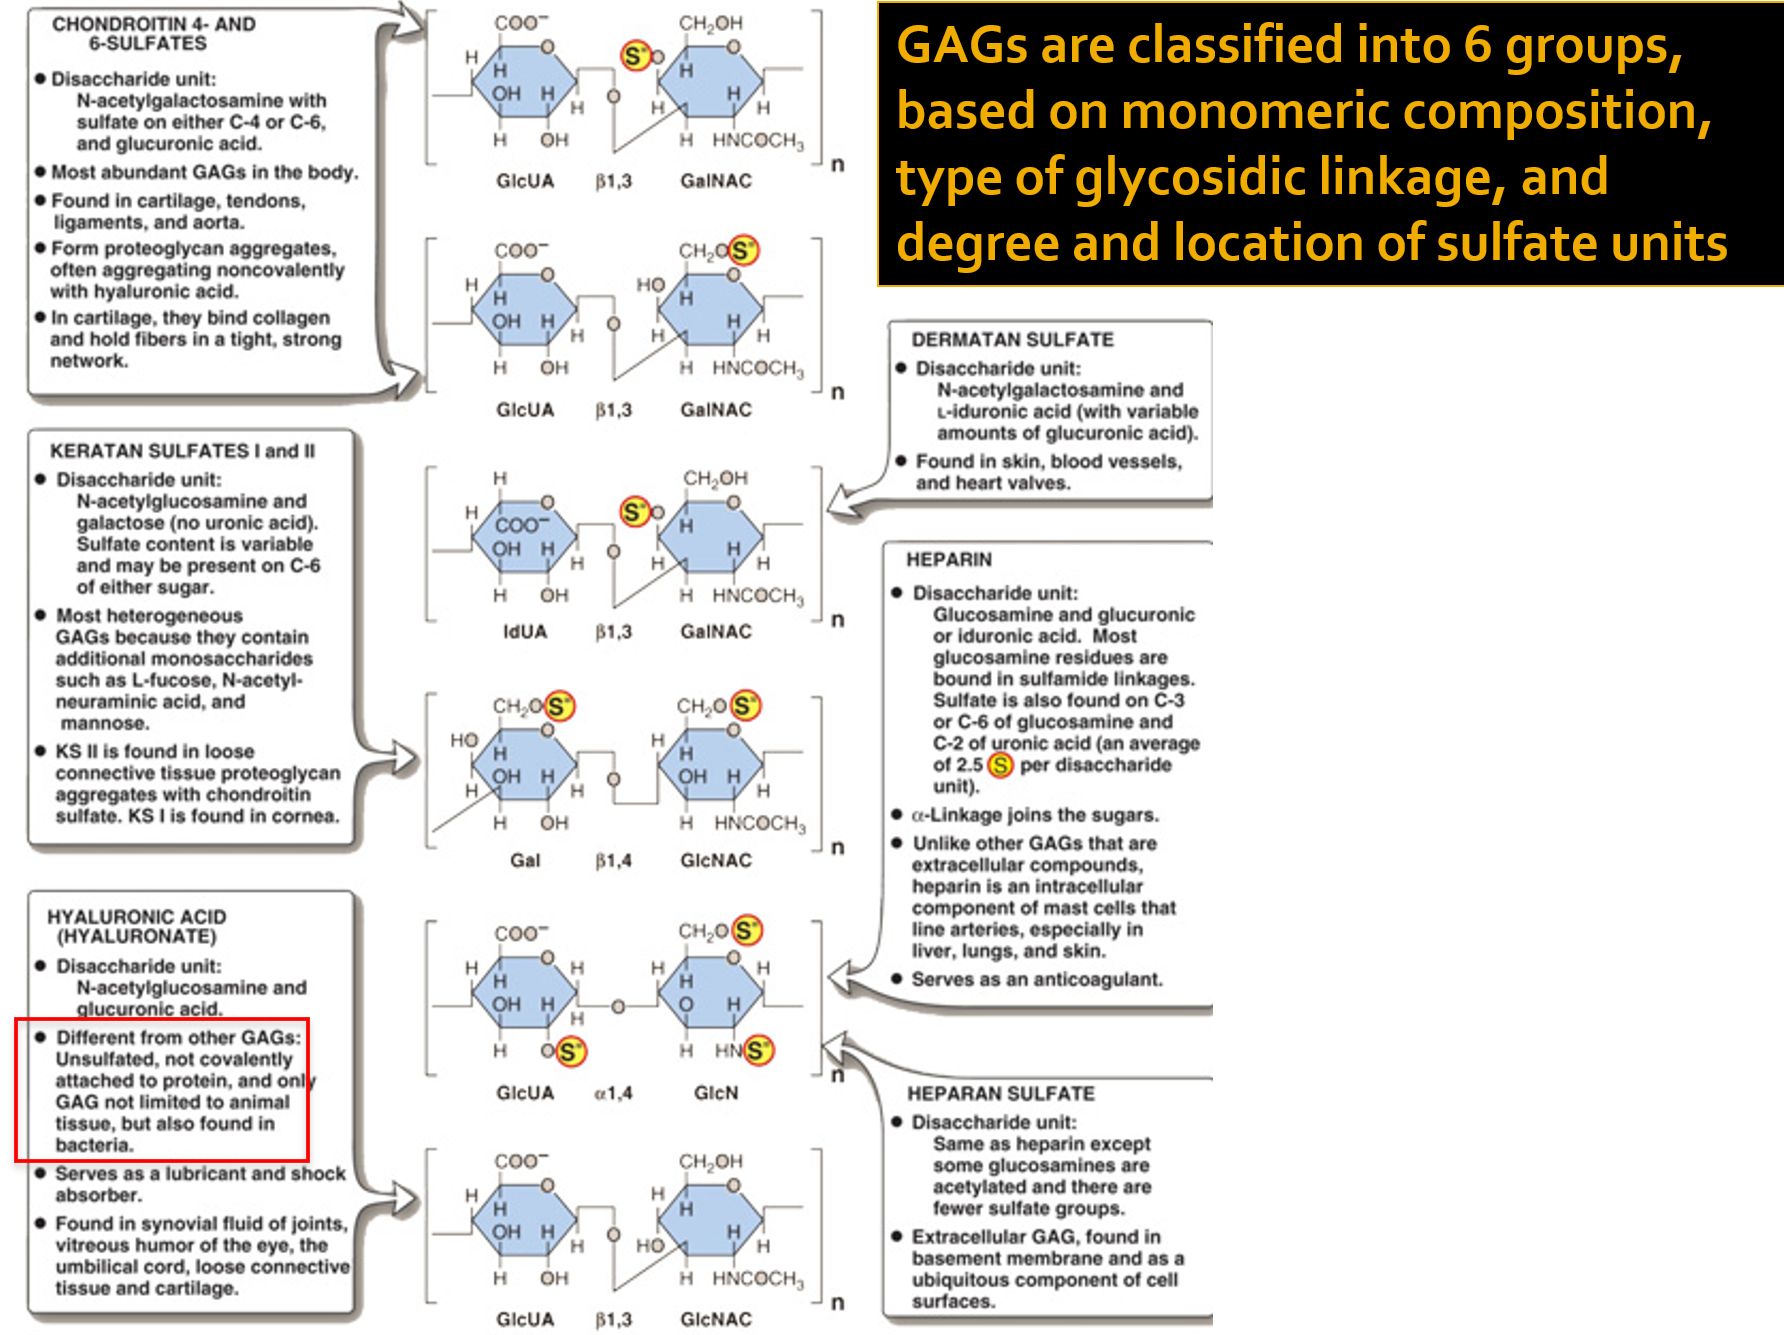 GAGs are classified into 6 groups,
based on monomeric composition,
type of glycosidic linkage, and
degree and location of sulfate units
CHONDROITIN 4- AND
6-SULFATES
● Disaccharide unit:
N-acetylgalactosamine with
sulfate on either C-4 or C-6,
and glucuronic acid.
● Most abundant GAGs in the body.
● Found in cartilage, tendons,
ligaments, and aorta.
● Form proteoglycan aggregates,
often aggregating noncovalently
with hyaluronic acid.
● In cartilage, they bind collagen
and hold fibers in a tight, strong
network.
COO⁻
CH₂OH
H
O
S
O
O
H
H
H
OH H
H
O
H
H
H
H
OH
H
HNCOCH₃
n
GlcUA
β1,3
GalNAC
COO⁻
CH₂O S
H
O
HO
O
H
H
OH H
H
O
H
H
H
H
OH
H
HNCOCH₃
n
GlcUA
β1,3
GalNAC
DERMATAN SULFATE
● Disaccharide unit:
N-acetylgalactosamine and
L-iduronic acid (with variable
amounts of glucuronic acid).
● Found in skin, blood vessels,
and heart valves.
H
CH₂OH
H
O
S
O
O
COO⁻
H
OH H
H
O
H
H
H
H
OH
H
HNCOCH₃
n
IdUA
β1,3
GalNAC
KERATAN SULFATES I and II
● Disaccharide unit:
N-acetylglucosamine and
galactose (no uronic acid).
Sulfate content is variable
and may be present on C-6
of either sugar.
● Most heterogeneous
GAGs because they contain
additional monosaccharides
such as L-fucose, N-acetyl-
neuraminic acid, and
mannose.
● KS II is found in loose
connective tissue proteoglycan
aggregates with chondroitin
sulfate. KS I is found in cornea.
CH₂O S
CH₂O S
HO
O
H
O
H
H
OH H
O
OH H
H
H
H
H
H
OH
H
HNCOCH₃
n
Gal
β1,4
GlcNAC
HEPARIN
● Disaccharide unit:
Glucosamine and glucuronic
or iduronic acid. Most
glucosamine residues are
bound in sulfamide linkages.
Sulfate is also found on C-3
or C-6 of glucosamine and
C-2 of uronic acid (an average
of 2.5 S per disaccharide
unit).
● α-Linkage joins the sugars.
● Unlike other GAGs that are
extracellular compounds,
heparin is an intracellular
component of mast cells that
line arteries, especially in
liver, lungs, and skin.
● Serves as an anticoagulant.
COO⁻
CH₂O S
H
O
H
H
O
H
H
H
OH H
O
O
H
H
H
O S
H
HN S
n
GlcUA
α1,4
GlcN
HEPARAN SULFATE
● Disaccharide unit:
Same as heparin except
some glucosamines are
acetylated and there are
fewer sulfate groups.
● Extracellular GAG, found in
basement membrane and as a
ubiquitous component of cell
surfaces.
HYALURONIC ACID
(HYALURONATE)
● Disaccharide unit:
N-acetylglucosamine and
glucuronic acid.
● Different from other GAGs:
Unsulfated, not covalently
attached to protein, and only
GAG not limited to animal
tissue, but also found in
bacteria.
● Serves as a lubricant and shock
absorber.
● Found in synovial fluid of joints,
vitreous humor of the eye, the
umbilical cord, loose connective
tissue and cartilage.
COO⁻
CH₂OH
H
O
H
O
H
H
OH H
H
O
HO
H
H
H
OH
H
HNCOCH₃
n
GlcUA
β1,3
GlcNAC